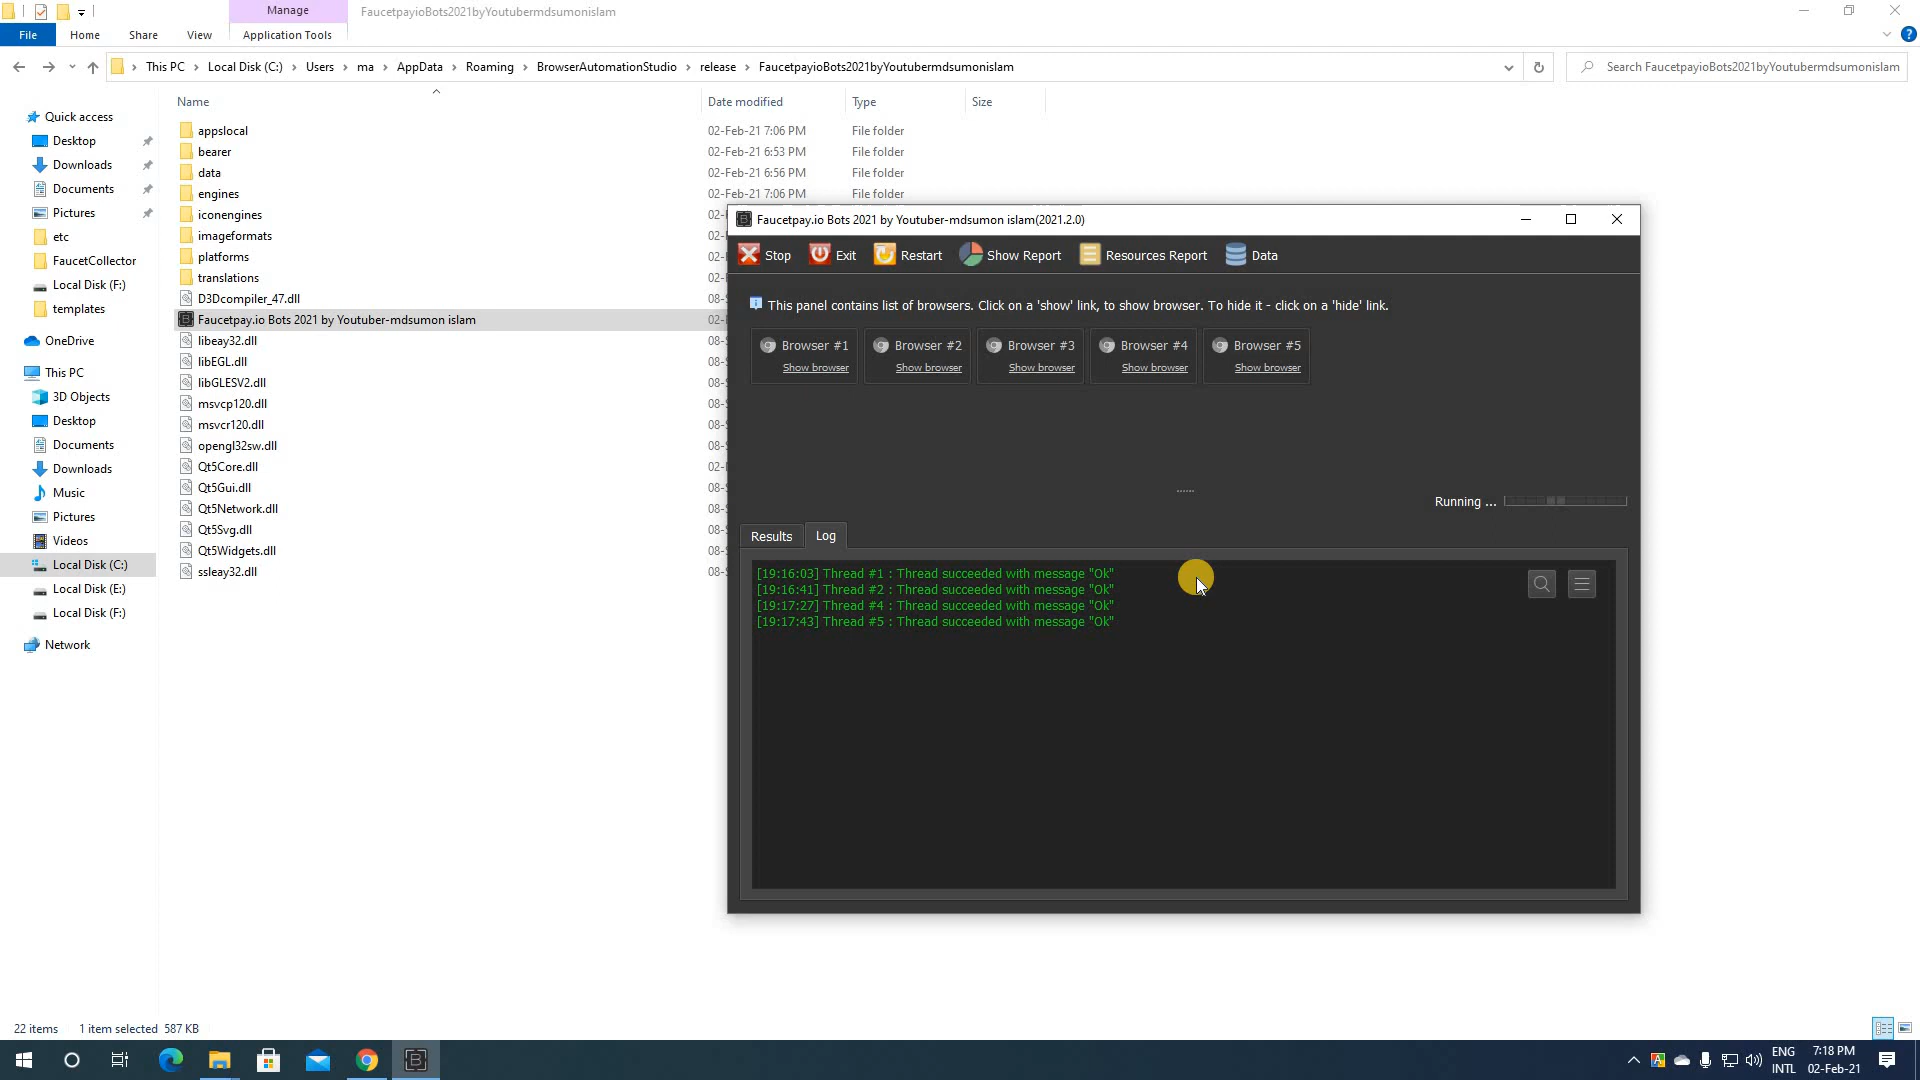 Manage
FaucetpayioBots2021byYoutubermdsumonislam
File
Home
Share
View
Application Tools
This PC
Local Disk (C:)
Users
ma
AppData
Roaming
BrowserAutomationStudio
release
FaucetpayioBots2021byYoutubermdsumonislam
Search FaucetpayioBots2021byYoutubermdsumonislam
Name
Date modified
Type
Size
Quick access
Desktop
Downloads
Documents
Pictures
etc
FaucetCollector
Local Disk (F:)
templates
OneDrive
This PC
3D Objects
Desktop
Documents
Downloads
Music
Pictures
Videos
Local Disk (C:)
Local Disk (E:)
Local Disk (F:)
Network
appslocal 02-Feb-21 7:06 PM File folder
bearer 02-Feb-21 6:53 PM File folder
data 02-Feb-21 6:56 PM File folder
engines 02-Feb-21 7:06 PM File folder
iconengines
imageformats
platforms
translations
D3Dcompiler_47.dll
Faucetpay.io Bots 2021 by Youtuber-mdsumon islam
libeay32.dll
libEGL.dll
libGLESV2.dll
msvcp120.dll
msvcr120.dll
opengl32sw.dll
Qt5Core.dll
Qt5Gui.dll
Qt5Network.dll
Qt5Svg.dll
Qt5Widgets.dll
ssleay32.dll
Faucetpay.io Bots 2021 by Youtuber-mdsumon islam(2021.2.0)
Stop
Exit
Restart
Show Report
Resources Report
Data
This panel contains list of browsers. Click on a 'show' link, to show browser. To hide it - click on a 'hide' link.
Browser #1
Show browser
Browser #2
Show browser
Browser #3
Show browser
Browser #4
Show browser
Browser #5
Show browser
Running ...
Results
Log
[19:16:03] Thread #1 : Thread succeeded with message "Ok"
[19:16:41] Thread #2 : Thread succeeded with message "Ok"
[19:17:27] Thread #4 : Thread succeeded with message "Ok"
[19:17:43] Thread #5 : Thread succeeded with message "Ok"
22 items
1 item selected 587 KB
ENG
INTL
7:18 PM
02-Feb-21